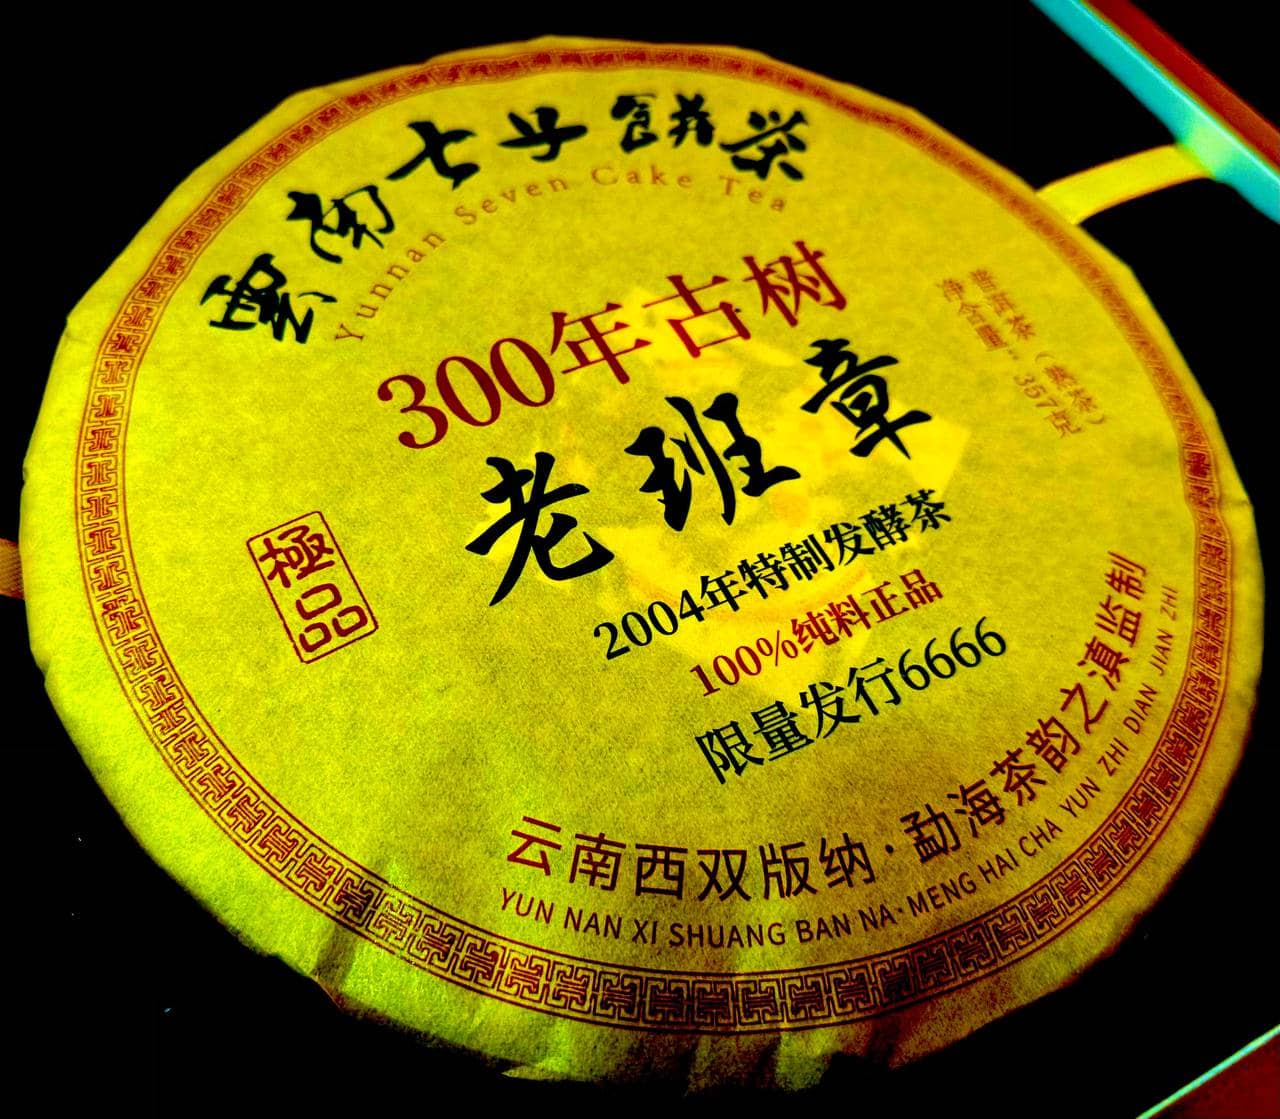 雲南七子餅茶
Yunnan Seven Cake Tea
300年古树
老班章
普洱茶（熟茶）
净含量：357克
極品
2004年特制发酵茶
100%纯料正品
限量发行6666
云南西双版纳·勐海茶韵之滇监制
YUN NAN XI SHUANG BAN NA·MENG HAI CHA YUN ZHI DIAN JIAN ZHI